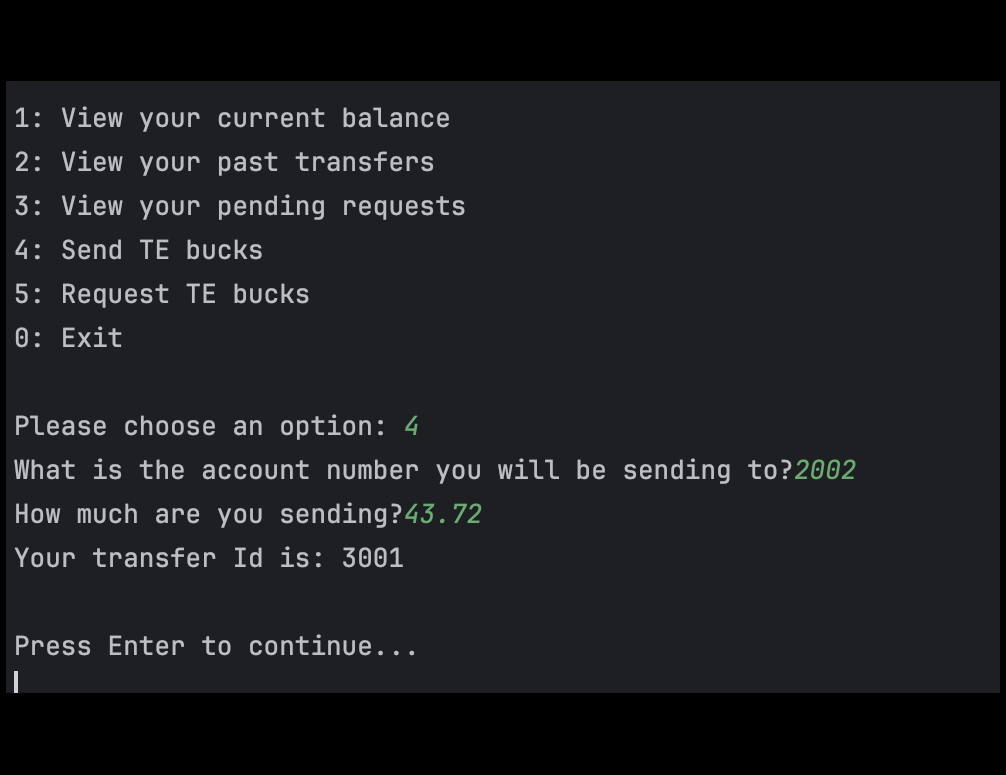 1: View your current balance
2: View your past transfers
3: View your pending requests
4: Send TE bucks
5: Request TE bucks
0: Exit
Please choose an option: 4
What is the account number you will be sending to?2002
How much are you sending?43.72
Your transfer Id is: 3001
Press Enter to continue...